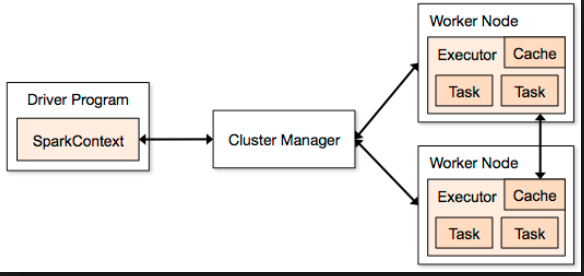 Driver Program
SparkContext
Cluster Manager
Worker Node
Executor Cache
Task Task
Worker Node
Executor Cache
Task Task